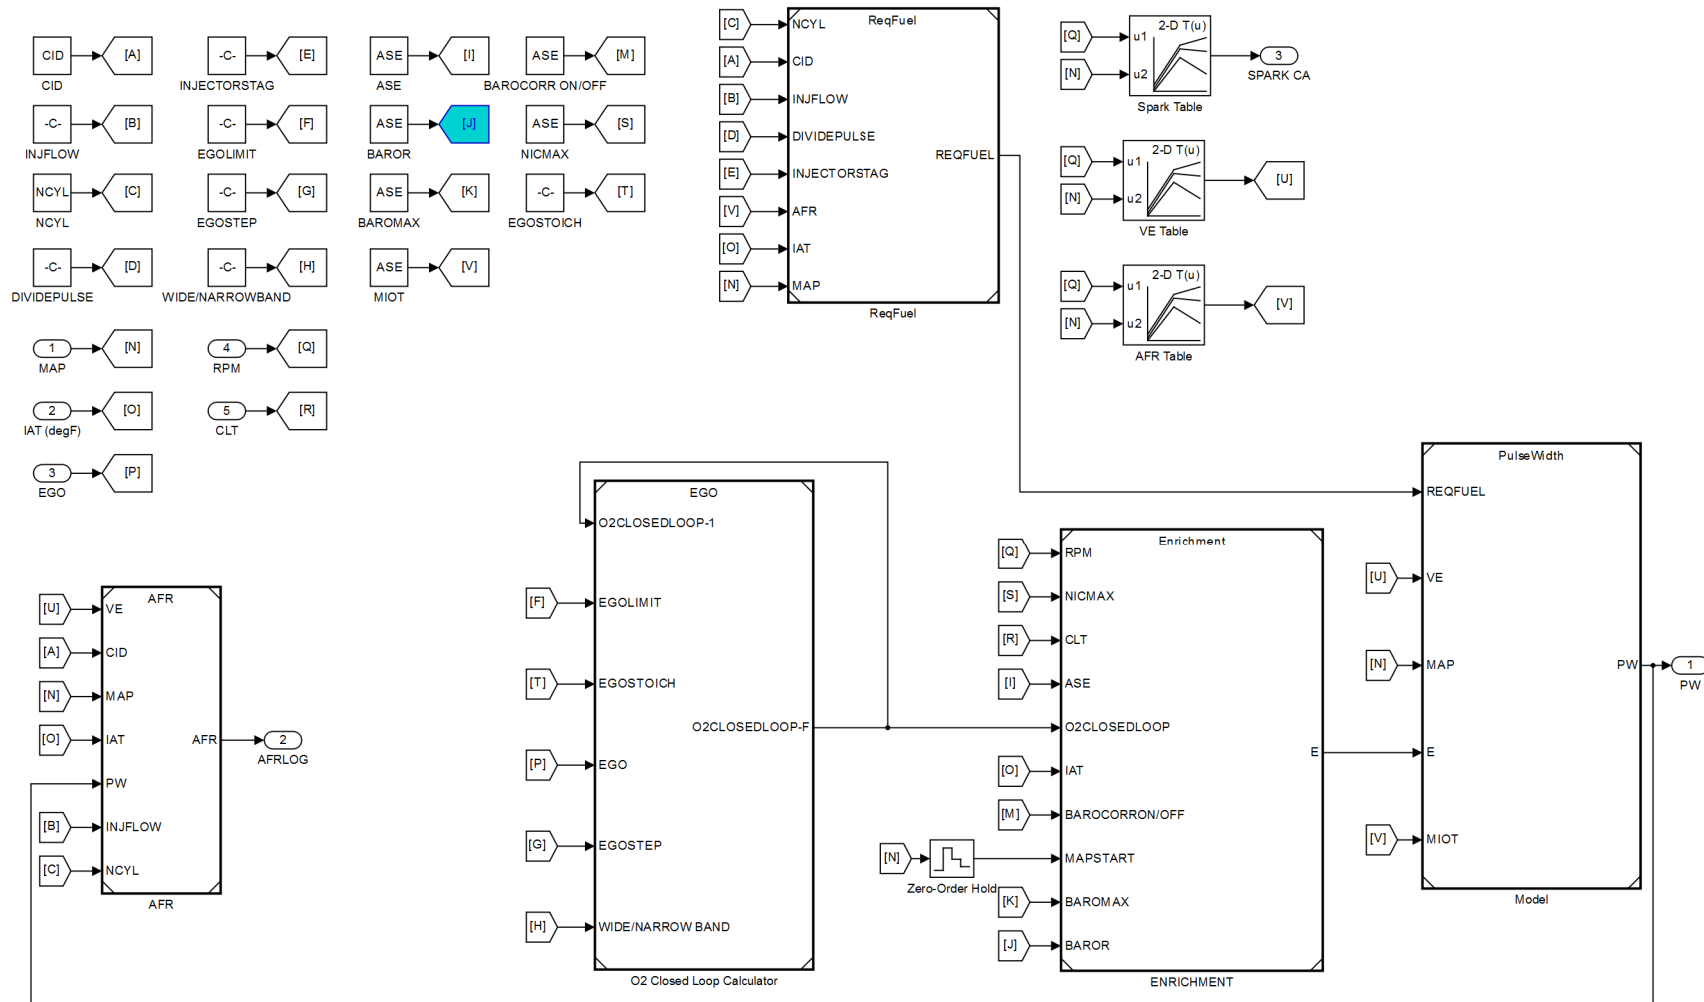 CID [A]
CID
-C- [E]
INJECTORSTAG
ASE [I]
ASE
ASE [M]
BAROCORR ON/OFF
-C- [B]
INJFLOW
-C- [F]
EGOLIMIT
ASE [J]
BAROR
ASE [S]
NICMAX
NCYL [C]
NCYL
-C- [G]
EGOSTEP
ASE [K]
BAROMAX
-C- [T]
EGOSTOICH
-C- [D]
DIVIDEPULSE
-C- [H]
WIDE/NARROWBAND
ASE [V]
MIOT
1 [N]
MAP
4 [Q]
RPM
2 [O]
IAT (degF)
5 [R]
CLT
3 [P]
EGO
ReqFuel
[C] NCYL
[A] CID
[B] INJFLOW
[D] DIVIDEPULSE
REQFUEL
[E] INJECTORSTAG
[V] AFR
[O] IAT
[N] MAP
ReqFuel
2-D T(u)
[Q] u1
[N] u2
3
SPARK CA
Spark Table
2-D T(u)
[Q] u1
[N] u2
[U]
VE Table
2-D T(u)
[Q] u1
[N] u2
[V]
AFR Table
AFR
[U] VE
[A] CID
[N] MAP
[O] IAT
AFR 2
AFRLOG
PW
[B] INJFLOW
[C] NCYL
AFR
EGO
O2CLOSEDLOOP-1
[F] EGOLIMIT
[T] EGOSTOICH
O2CLOSEDLOOP-F
[P] EGO
[G] EGOSTEP
[H] WIDE/NARROW BAND
O2 Closed Loop Calculator
Enrichment
[Q] RPM
[S] NICMAX
[R] CLT
[I] ASE
O2CLOSEDLOOP
E
[O] IAT
[M] BAROCORRON/OFF
[N] MAPSTART
Zero-Order Hold
[K] BAROMAX
[J] BAROR
ENRICHMENT
PulseWidth
REQFUEL
[U] VE
[N] MAP
PW 1
PW
E
[V] MIOT
Model